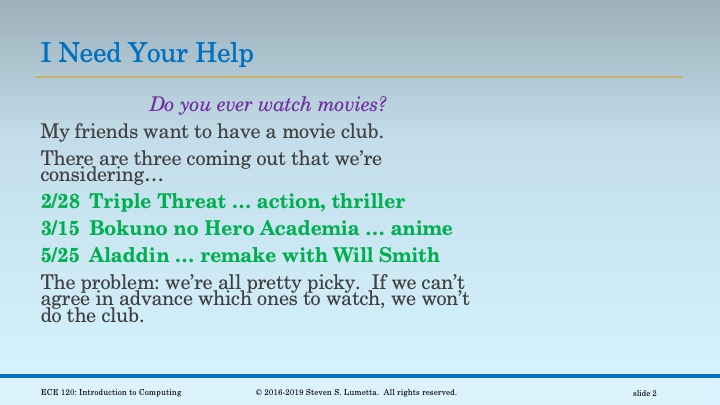 I Need Your Help
Do you ever watch movies?
My friends want to have a movie club.
There are three coming out that we’re
considering…
2/28 Triple Threat … action, thriller
3/15 Bokuno no Hero Academia … anime
5/25 Aladdin … remake with Will Smith
The problem: we’re all pretty picky. If we can’t
agree in advance which ones to watch, we won’t
do the club.
ECE 120: Introduction to Computing
© 2016-2019 Steven S. Lumetta. All rights reserved.
slide 2